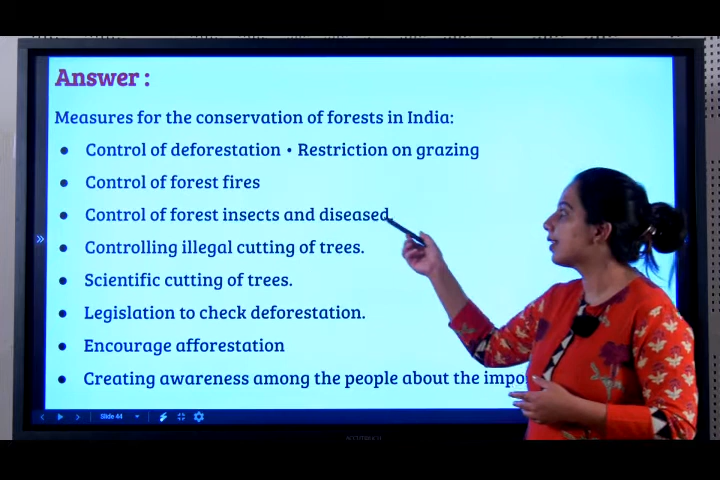 Answer :
Measures for the conservation of forests in India:
● Control of deforestation • Restriction on grazing
● Control of forest fires
● Control of forest insects and diseased.
● Controlling illegal cutting of trees.
● Scientific cutting of trees.
● Legislation to check deforestation.
● Encourage afforestation
● Creating awareness among the people about the impo
Slide 44